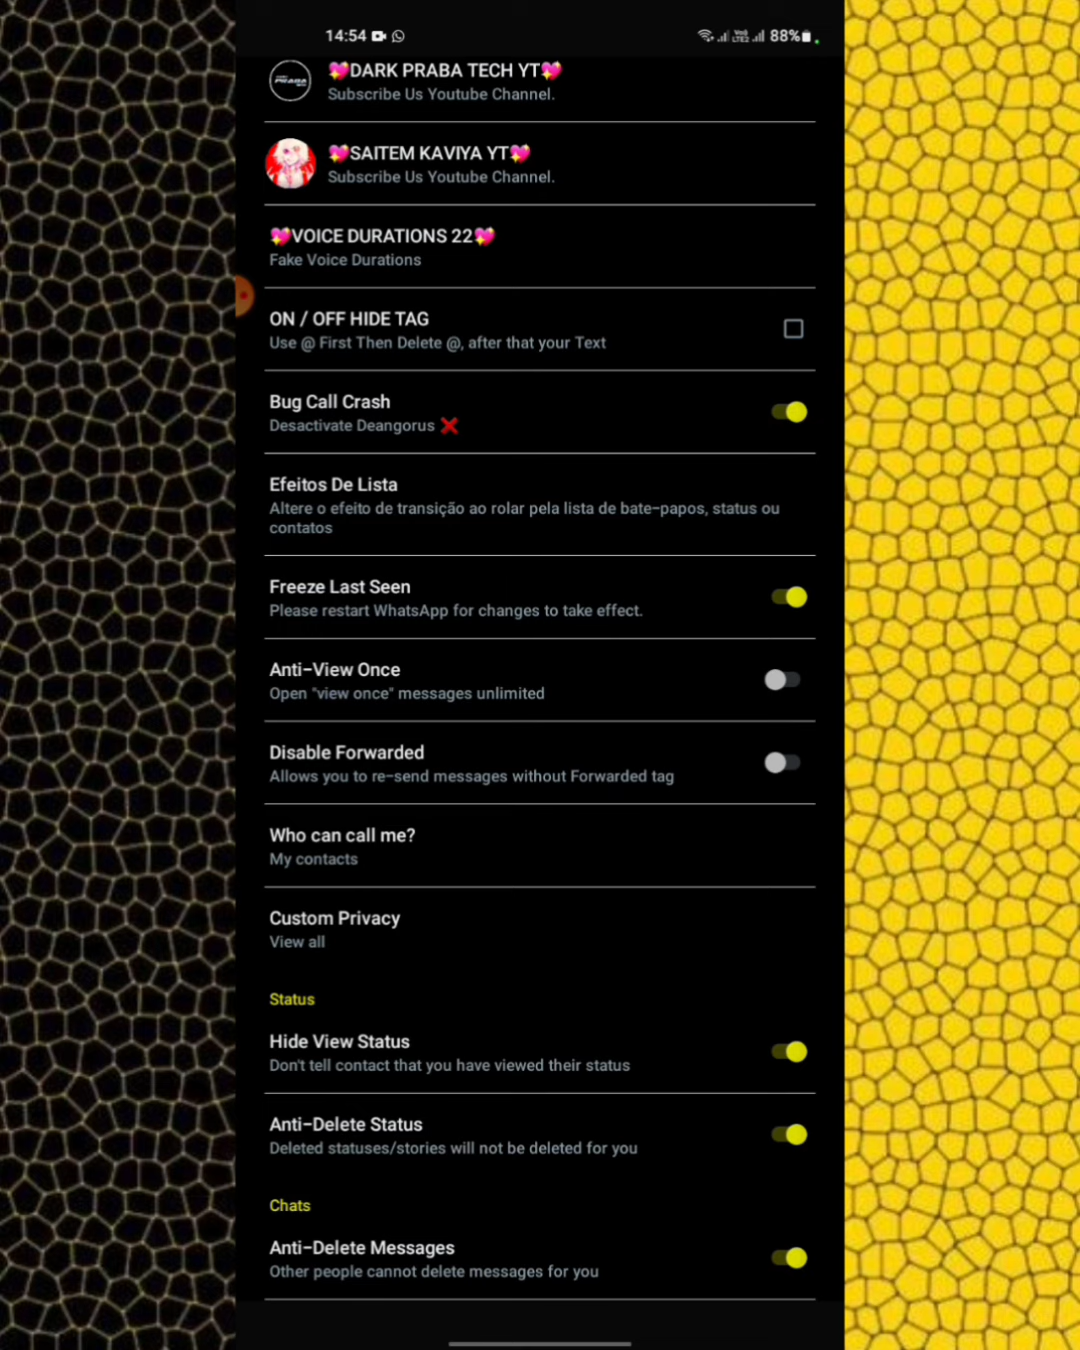 14:54
VoD
LTE2
88%
💖DARK PRABA TECH YT💖
Subscribe Us Youtube Channel.
💖SAITEM KAVIYA YT💖
Subscribe Us Youtube Channel.
💖VOICE DURATIONS 22💖
Fake Voice Durations
ON / OFF HIDE TAG
Use @ First Then Delete @, after that your Text
Bug Call Crash
Desactivate Deangorus ❌
Efeitos De Lista
Altere o efeito de transição ao rolar pela lista de bate-papos, status ou
contatos
Freeze Last Seen
Please restart WhatsApp for changes to take effect.
Anti-View Once
Open "view once" messages unlimited
Disable Forwarded
Allows you to re-send messages without Forwarded tag
Who can call me?
My contacts
Custom Privacy
View all
Status
Hide View Status
Don't tell contact that you have viewed their status
Anti-Delete Status
Deleted statuses/stories will not be deleted for you
Chats
Anti-Delete Messages
Other people cannot delete messages for you